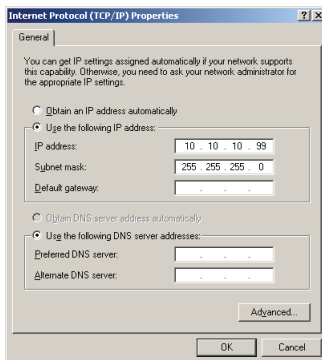 Internet Protocol (TCP/IP) Properties
General
You can get IP settings assigned automatically if your network supports
this capability. Otherwise, you need to ask your network administrator for
the appropriate IP settings.
Obtain an IP address automatically
Use the following IP address:
IP address: 10 . 10 . 10 . 99
Subnet mask: 255 . 255 . 255 . 0
Default gateway: . . .
Obtain DNS server address automatically
Use the following DNS server addresses:
Preferred DNS server: . . .
Alternate DNS server: . . .
Advanced...
OK Cancel